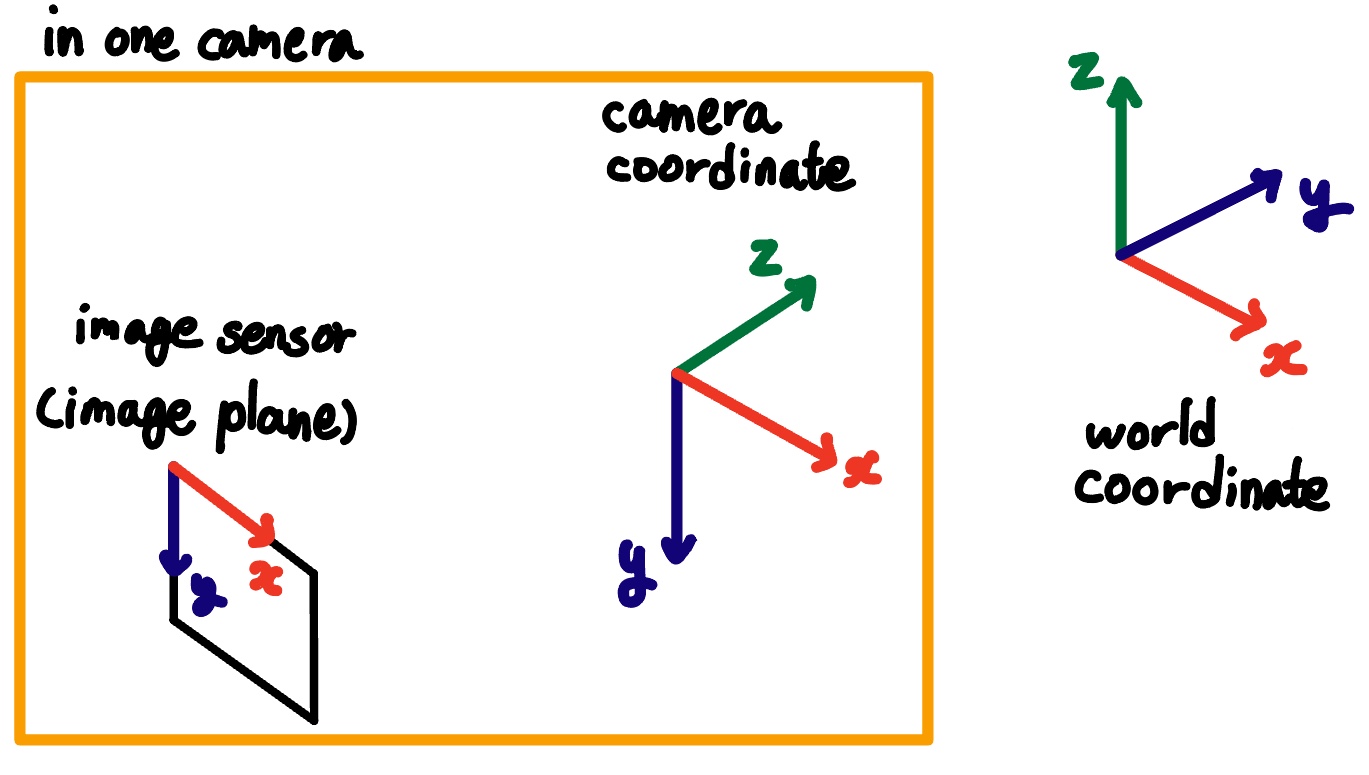 in one camera
camera
coordinate
z
x
y
image sensor
(image plane)
x
y
z
y
x
world
coordinate